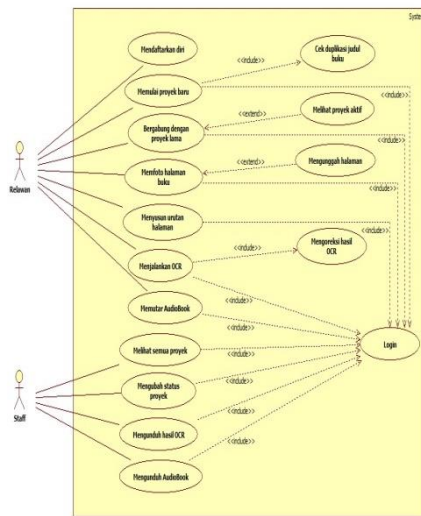 System
Mendaftarkan diri
Cek duplikasi judul
buku
<<include>>
Memulai proyek baru
<<include>>
<<extend>>
Melihat proyek aktif
Bergabung dengan
proyek lama
<<include>>
Relawan
Memfoto halaman
buku
<<extend>>
Mengunggah halaman
<<include>>
Menyusun urutan
halaman
<<include>>
Menjalankan OCR
<<include>>
Mengoreksi hasil
OCR
Memutar AudioBook
<<include>>
<<include>>
Login
Melihat semua proyek
<<include>>
Staff
Mengubah status
proyek
<<include>>
Mengunduh hasil OCR
<<include>>
Mengunduh AudioBook
<<include>>